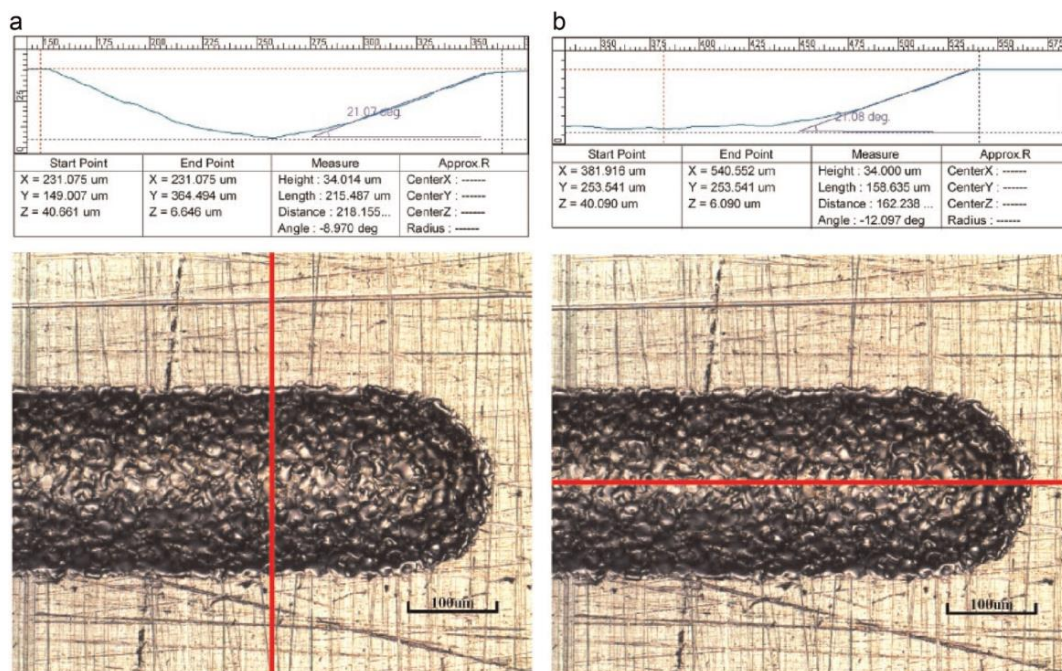 a
150 175 200 225 250 275 300 325 350
25
0
21.07 deg.
Start Point End Point Measure Approx.R
X = 231.075 um X = 231.075 um Height : 34.014 um CenterX : ------
Y = 149.007 um Y = 364.494 um Length : 215.487 um CenterY : ------
Z = 40.661 um Z = 6.646 um Distance : 218.155... CenterZ : ------
Angle : -8.970 deg Radius : ------
100um
b
350 375 400 425 450 475 500 525 550 575
25
0
21.08 deg.
Start Point End Point Measure Approx.R
X = 381.916 um X = 540.552 um Height : 34.000 um CenterX : ------
Y = 253.541 um Y = 253.541 um Length : 158.635 um CenterY : ------
Z = 40.090 um Z = 6.090 um Distance : 162.238 ... CenterZ : ------
Angle : -12.097 deg Radius : ------
100um